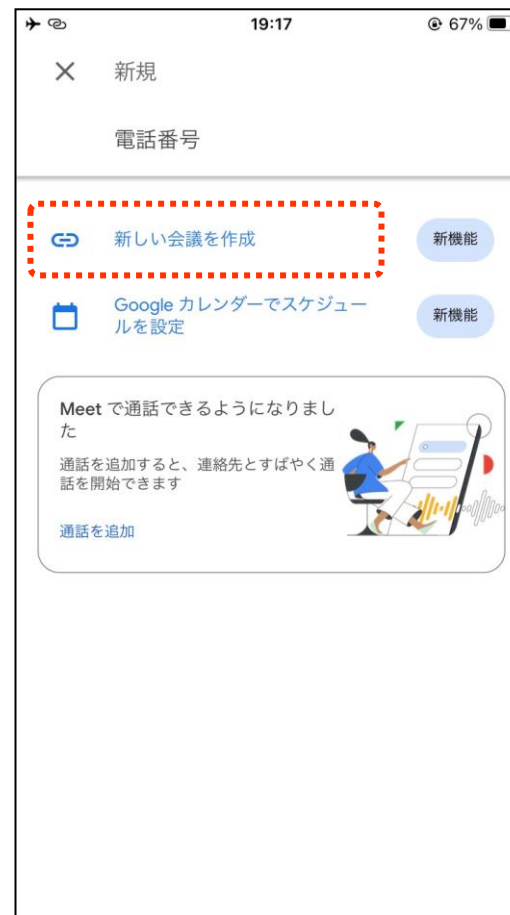 19:17 67%
新規
電話番号
新しい会議を作成 新機能
Google カレンダーでスケジュー
ルを設定 新機能
Meet で通話できるようになりまし
た
通話を追加すると、連絡先とすばやく通
話を開始できます
通話を追加